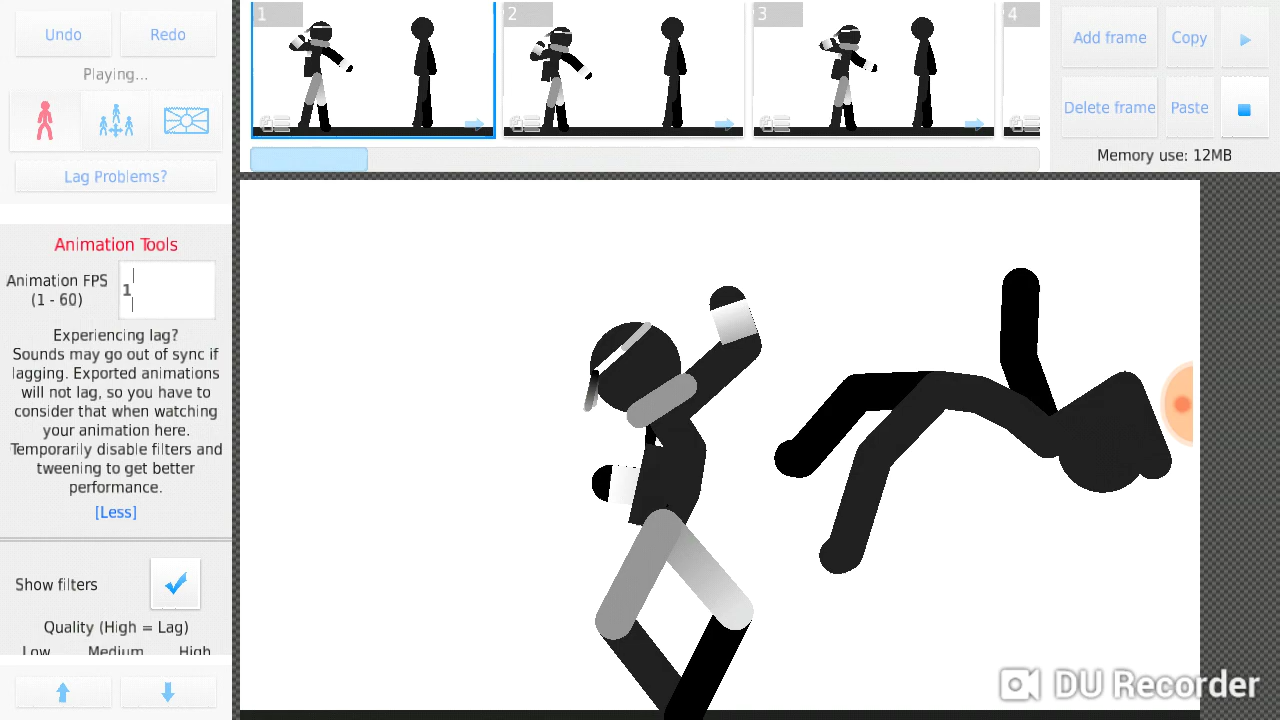 Undo
Redo
Playing...
Lag Problems?
Animation Tools
Animation FPS
(1 - 60)
1
Experiencing lag?
Sounds may go out of sync if
lagging. Exported animations
will not lag, so you have to
consider that when watching
your animation here.
Temporarily disable filters and
tweening to get better
performance.
[Less]
Show filters
Quality (High = Lag)
Low Medium High
1
2
3
4
Add frame
Copy
Delete frame
Paste
Memory use: 12MB
DU Recorder